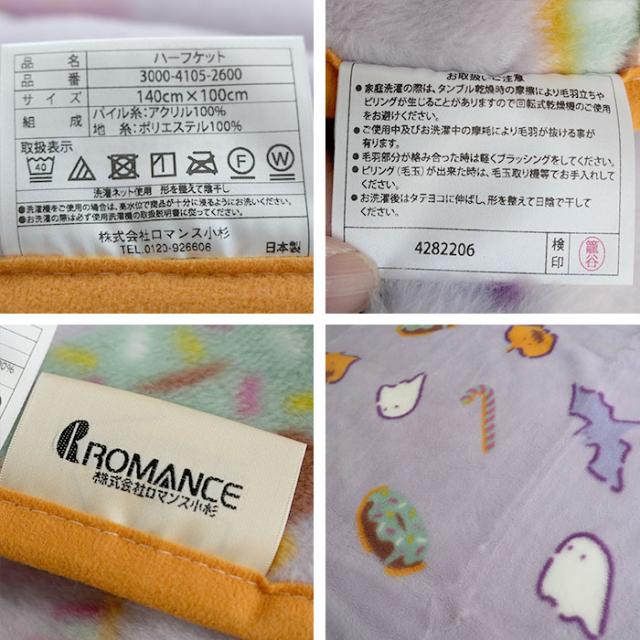 品 名 ハーフケット
品 番 3000-4105-2600
サ イ ズ 140cm×100cm
組 成 パイル糸：アクリル100%
地 糸：ポリエステル100%
取扱表示
40 F W
洗濯ネット使用 形を整えて陰干し
株式会社ロマンス小杉
TEL.0120-926606 日本製
お取扱いご注意
●家庭洗濯の際は、タンブル乾燥時の摩擦により毛羽立ちや
ピリングが生じることがありますので回転式乾燥機のご使用
をお避けください。
●ご使用中及びお洗濯中の摩耗により毛羽が抜ける事が
有ります。
●毛羽部分が絡み合った時は軽くブラッシングをしてください。
●ピリング(毛玉)が出来た時は、毛玉取り機等でお手入れして
ください。
●お洗濯後はタテヨコに伸ばし、形を整えて日陰で干して
ください。
4282206 検印 籠谷
ROMANCE
株式会社ロマンス小杉